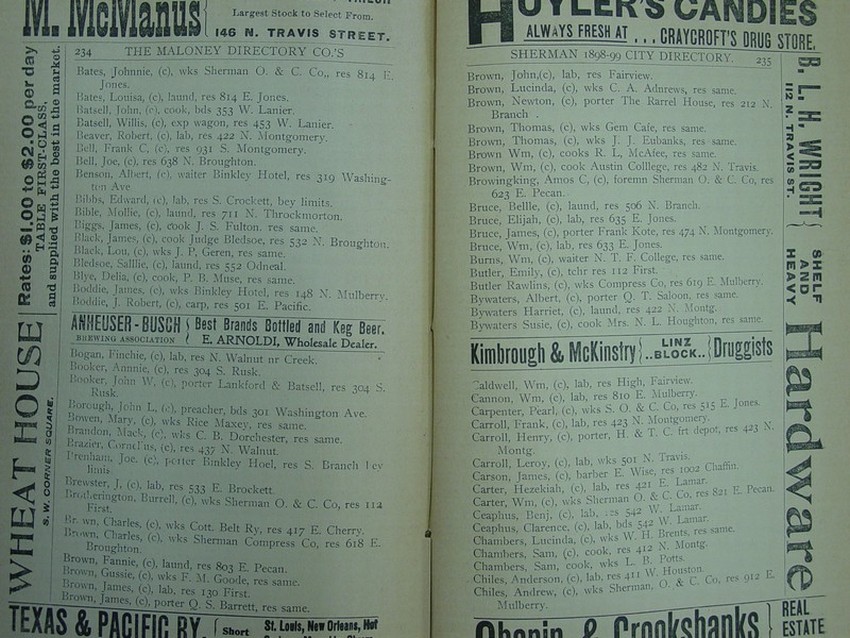 M. McManus
Largest Stock to Select From.
146 N. TRAVIS STREET.
234 THE MALONEY DIRECTORY CO.'S
Rates: $1.00 to $2.00 per day
TABLE FIRST-CLASS,
and supplied with the best in the market.
WHEAT HOUSE
S. W. CORNER SQUARE.
Bates, Johnnie, (c), wks Sherman O. & C. Co., res 814 E.
Jones.
Bates, Louisa, (c), laund, res 814 E. Jones.
Batsell, John, (c), cook, bds 353 W. Lanier.
Batsell, Willis, (c), exp wagon, res 453 W. Lanier.
Beaver, Robert, (c), lab, res 422 N. Montgomery.
Bell, Frank C, (c), res 931 S. Montgomery.
Bell, Joe, (c), res 638 N. Broughton.
Benson, Albert, (c), waiter Binkley Hotel, res 319 Washing-
ton Ave
Bibbs, Edward, (c), lab, res S. Crockett, bey limits.
Bible, Mollie, (c), laund, res 711 N. Throckmorton.
Biggs, James, (c), cook J. S. Fulton, res same.
Black, James, (c), cook Judge Bledsoe, res 532 N. Broughton.
Black, Lou, (c), wks J. P, Geren, res same.
Bledsoe, Salllie, (c), laund, res 552 Odneal.
Blye, Delia, (c), cook, P. B. Muse, res same.
Boddie, James, (c), wks Binkley Hotel, res 148 N. Mulberry.
Boddie, J. Robert, (c), carp, res 501 E. Pacific.
ANHEUSER-BUSCH
BREWING ASSOCIATION
Best Brands Bottled and Keg Beer.
E. ARNOLDI, Wholesale Dealer.
Bogan, Finchie, (c), lab, res N. Walnut nr Creek.
Booker, Annnie, (c), res 304 S. Rusk.
Booker, John W, (c), porter Lankford & Batsell, res 304 S.
Rusk.
Borough, John L, (c), preacher, bds 301 Washington Ave.
Bowen, Mary, (c), wks Rice Maxey, res same.
Brandon, Mack, (c), wks C. B. Dorchester, res same.
Brazier, Cornelius, (c), res 437 N. Walnut.
Brenham, Joe. (c), porter Binkley Hoel, res S. Branch bey
limis
Brewster, J, (c), lab, res 533 E. Brockett.
Brotherington, Burrell, (c), wks Sherman O. & C. Co, res 112
First.
Brown, Charles, (c), wks Cott. Belt Ry, res 417 E. Cherry.
Brown, Charles, (c), wks Sherman Compress Co, res 618 E.
Broughton.
Brown, Fannie, (c), laund, res 803 E. Pecan.
Brown, Gussie, (c), wks F. M. Goode, res same.
Brown, James, (c), lab, res 130 First.
Brown, James, (c), porter Q. S. Barrett, res same.
TEXAS & PACIFIC RY.
Short
St. Louis, New Orleans, Hot
HUYLER'S CANDIES
ALWAYS FRESH AT ... CRAYCROFT'S DRUG STORE.
SHERMAN 1898-99 CITY DIRECTORY. 235
Brown, John,(c), lab, res Fairview.
Brown, Lucinda, (c), wks C. A. Adnrews, res same.
Brown, Newton, (c), porter The Rarrel House, res 212 N.
Branch .
Brown, Thomas, (c), wks Gem Cafe, res same.
Brown, Thomas, (c), wks J. J. Eubanks, res same.
Brown Wm, (c), cooks R. L, McAfee, res same.
Brown, Wm, (c), cook Austin Colllege, res 482 N. Travis.
Browingking, Amos C, (c), foremn Sherman O. & C. Co, res
623 E. Pecan.
Bruce, Bellle, (c), laund, res 506 N. Branch.
Bruce, Elijah, (c), lab, res 635 E. Jones.
Bruce, James, (c), porter Frank Kote, res 474 N. Montgomery.
Bruce, Wm, (c), lab, res 633 E. Jones.
Burns, Wm, (c), waiter N. T. F. College, res same.
Butler, Emily, (c), tchr res 112 First.
Butler Rawlins, (c), wks Compress Co, res 619 E. Mulberry.
Bywaters, Albert, (c), porter Q. T. Saloon, res same.
Bywaters Harriet, (c), laund, res 422 N. Montg.
Bywaters Susie, (c), cook Mrs. N. L. Houghton, res same.
Kimbrough & McKinstry
LINZ
..BLOCK..
Druggists
Caldwell, Wm, (c), lab, res High, Fairview.
Cannon, Wm, (c), lab, res 810 E. Mulberry.
Carpenter, Pearl, (c), wks S. O. & C. Co, res 515 E. Jones.
Carroll, Frank, (c), lab, res 423 N. Montgomery.
Carroll, Henry, (c), porter, H. & T. C. frt depot, res 423 N.
Montg.
Carroll, Leroy, (c), lab, wks 501 N. Travis.
Carson, James, (c), barber E. Wise, res 1002 Chaffin.
Carter, Hezekiah, (c), lab, res 421 E. Lamar.
Carter, Wm, (c), wks Sherman O. & C. Co, res 821 E. Pecan.
Ceaphus, Benj, (c), lab, res 542 W. Lamar.
Ceaphus, Clarence, (c), lab, bds 542 W. Lamar.
Chambers, Lucinda, (c), wks W. H. Brents, res same.
Chambers, Sam, (c), cook, res 412 N. Montg.
Chambers, Sam, cook, wks L. B. Potts.
Chiles, Anderson, (c), lab, res 411 W. Houston.
Chiles, Andrew, (c), wks Sherman, O. & C. Co, res 912 E.
Mulberry.
B. L. H. WRIGHT
112 N. TRAVIS ST.
SHELF
AND
HEAVY
Hardware
& Crookshanks
REAL
ESTATE